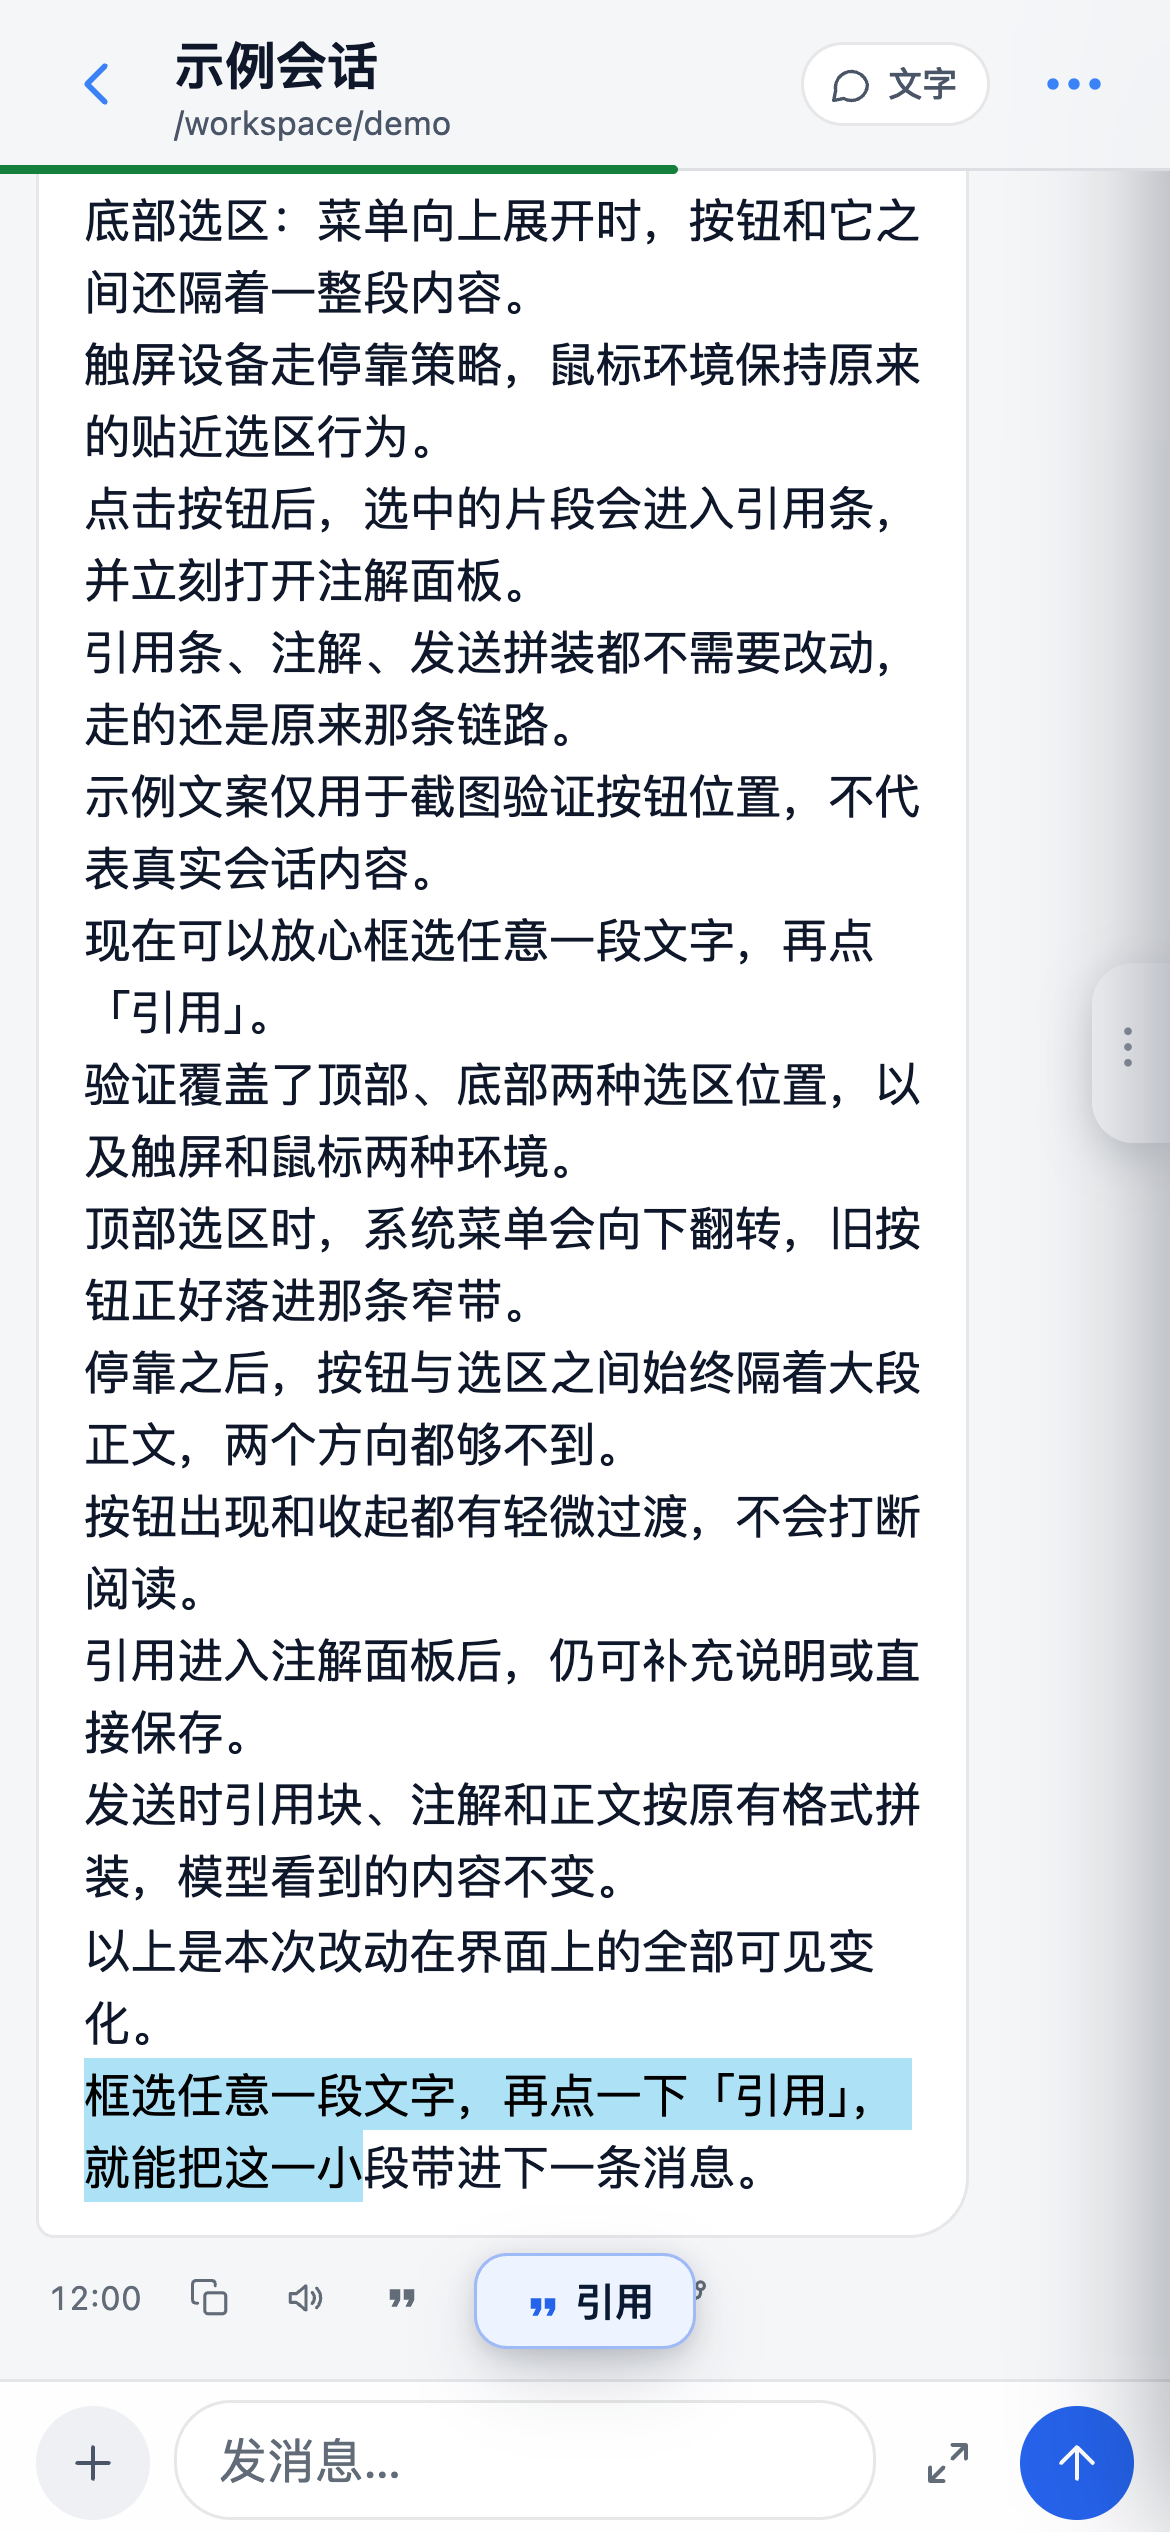 示例会话
/workspace/demo
文字
底部选区：菜单向上展开时，按钮和它之
间还隔着一整段内容。
触屏设备走停靠策略，鼠标环境保持原来
的贴近选区行为。
点击按钮后，选中的片段会进入引用条，
并立刻打开注解面板。
引用条、注解、发送拼装都不需要改动，
走的还是原来那条链路。
示例文案仅用于截图验证按钮位置，不代
表真实会话内容。
现在可以放心框选任意一段文字，再点
「引用」。
验证覆盖了顶部、底部两种选区位置，以
及触屏和鼠标两种环境。
顶部选区时，系统菜单会向下翻转，旧按
钮正好落进那条窄带。
停靠之后，按钮与选区之间始终隔着大段
正文，两个方向都够不到。
按钮出现和收起都有轻微过渡，不会打断
阅读。
引用进入注解面板后，仍可补充说明或直
接保存。
发送时引用块、注解和正文按原有格式拼
装，模型看到的内容不变。
以上是本次改动在界面上的全部可见变
化。
框选任意一段文字，再点一下「引用」，
就能把这一小段带进下一条消息。
12:00
引用
发消息...